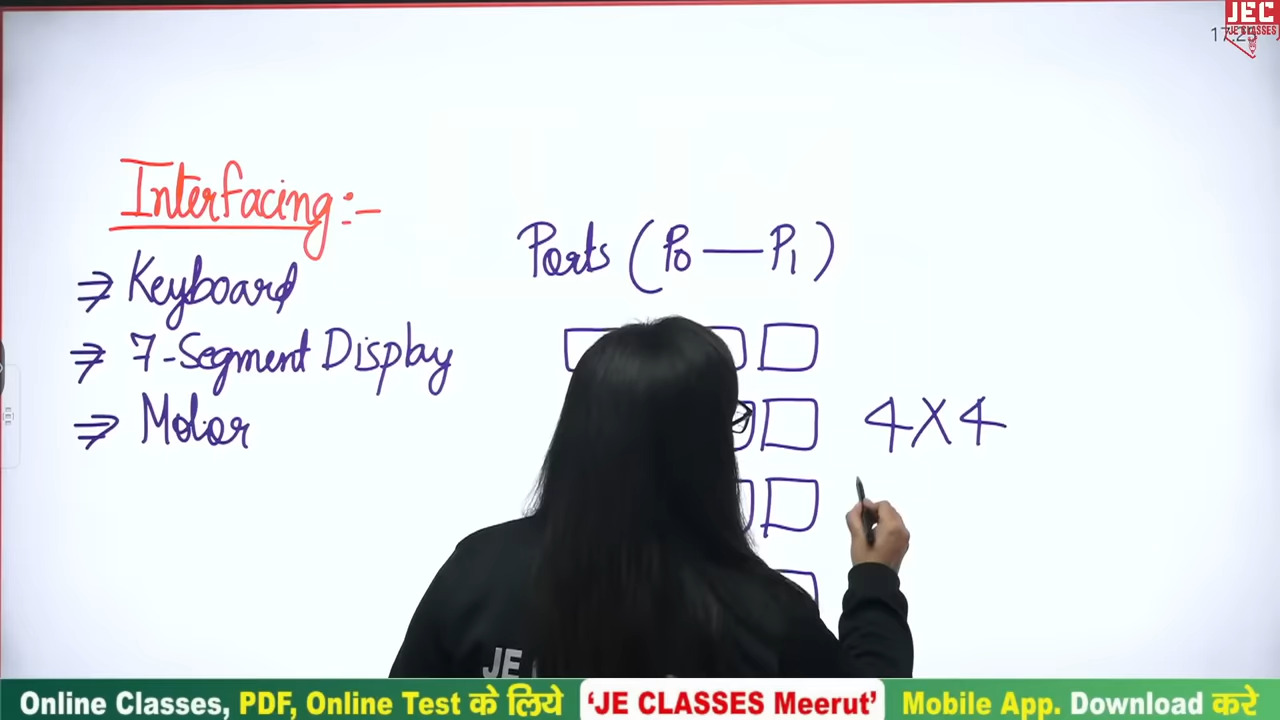 JEC
JE CLASSES
Interfacing:-
⇒ Keyboard
⇒ 7-Segment Display
⇒ Motor
Ports (P0 — P1)
4X4
JE
Online Classes, PDF, Online Test के लिये 'JE CLASSES Meerut' Mobile App. Download करे